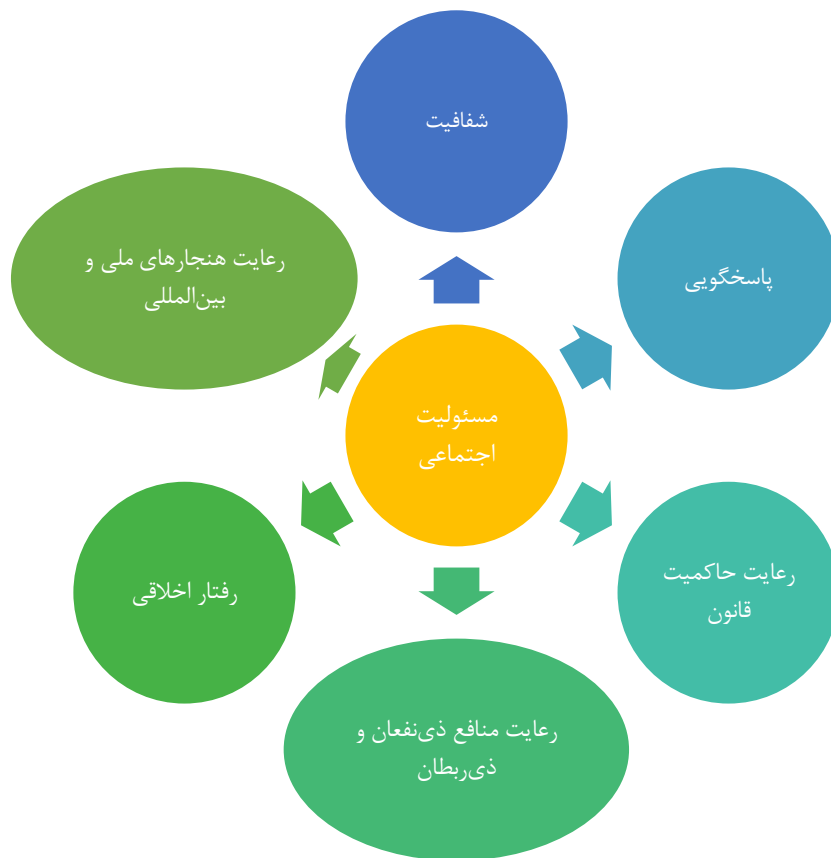 شفافیت
پاسخگویی
رعایت هنجارهای ملی و
بین‌المللی
مسئولیت
اجتماعی
رعایت حاکمیت
قانون
رفتار اخلاقی
رعایت منافع ذی‌نفعان و
ذی‌ربطان